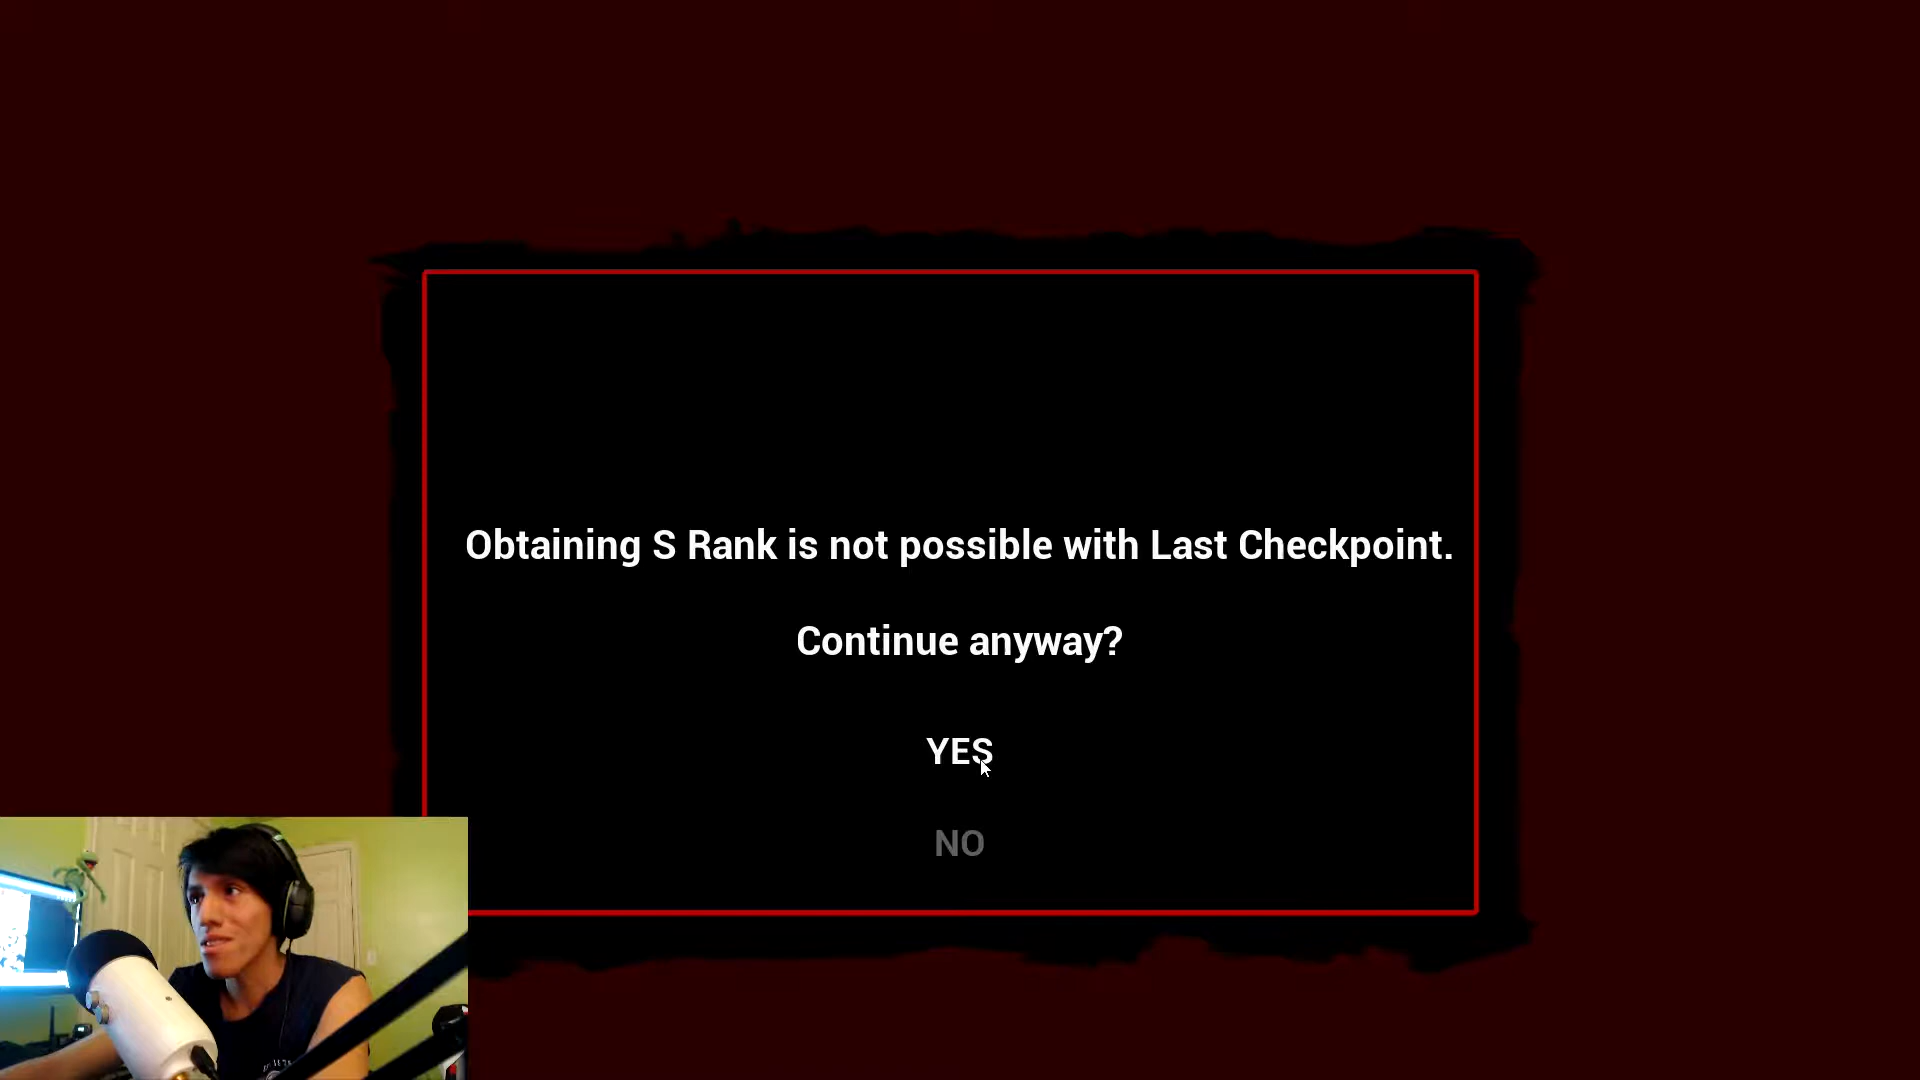 Obtaining S Rank is not possible with Last Checkpoint.
Continue anyway?
YES
NO